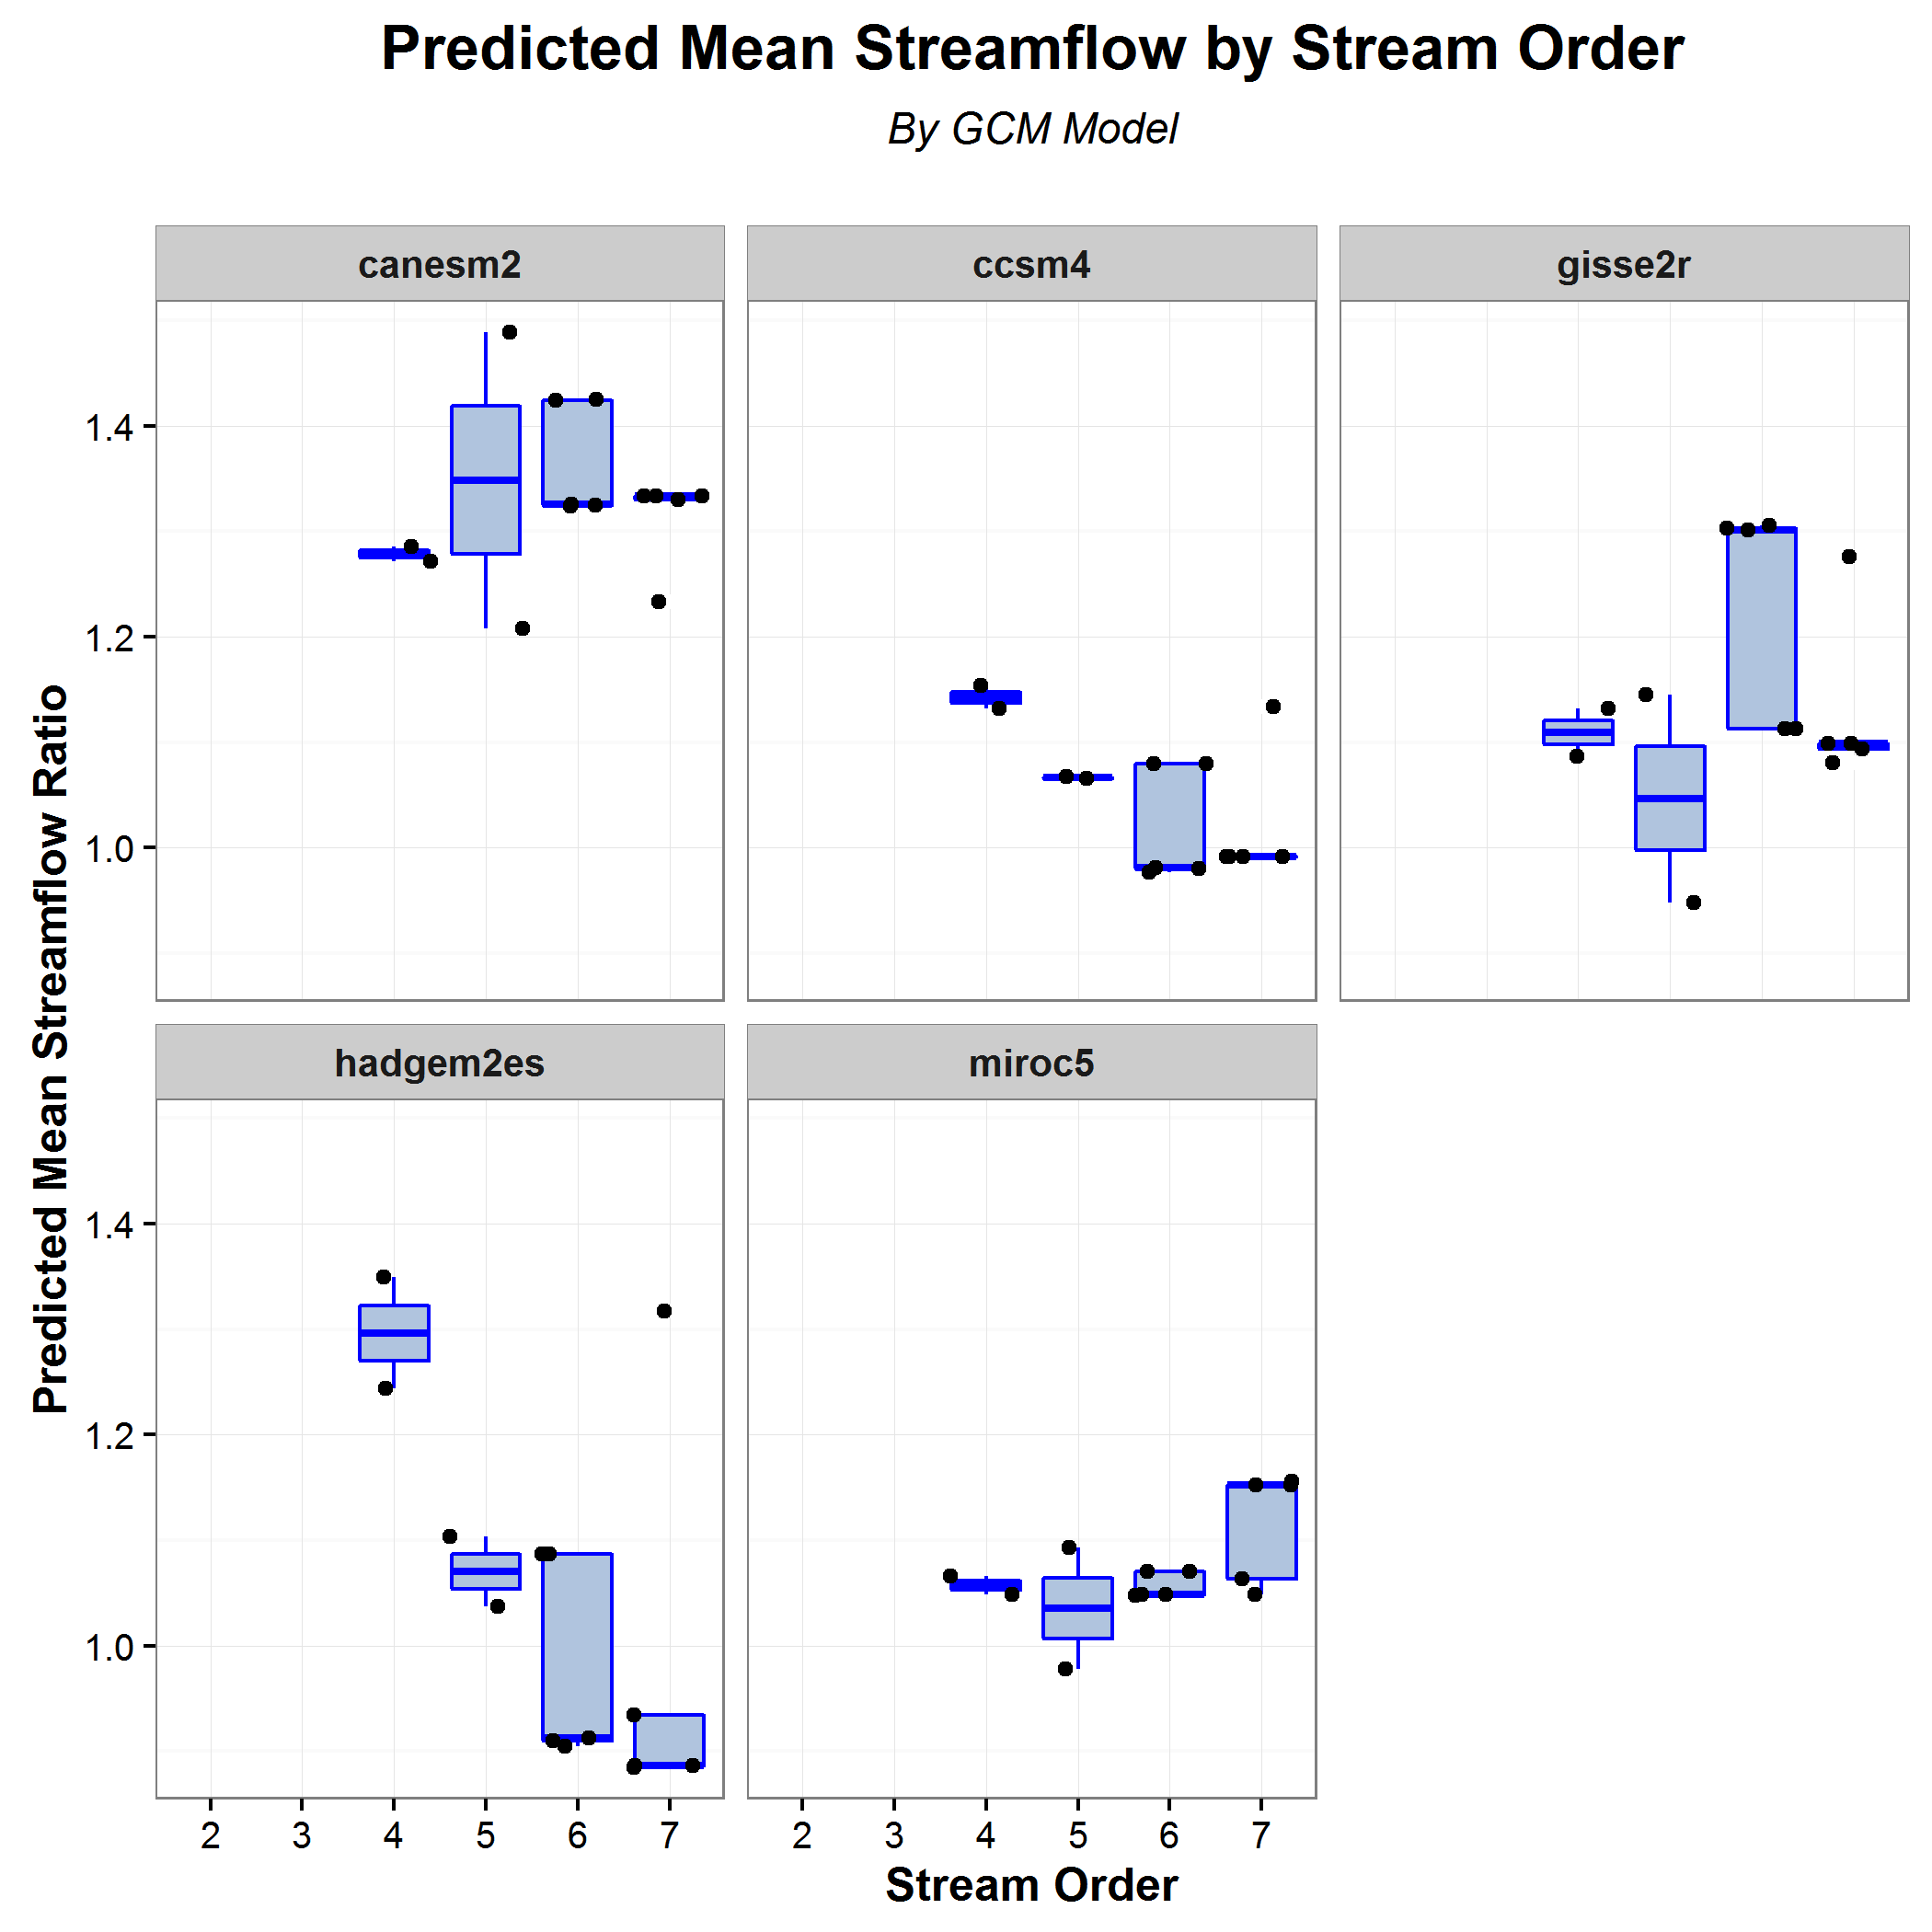 Predicted Mean Streamflow by Stream Order
By GCM Model
canesm2
ccsm4
gisse2r
1.4
1.2
1.0
Predicted Mean Streamflow Ratio
hadgem2es
miroc5
1.4
1.2
1.0
2 3 4 5 6 7
2 3 4 5 6 7
Stream Order